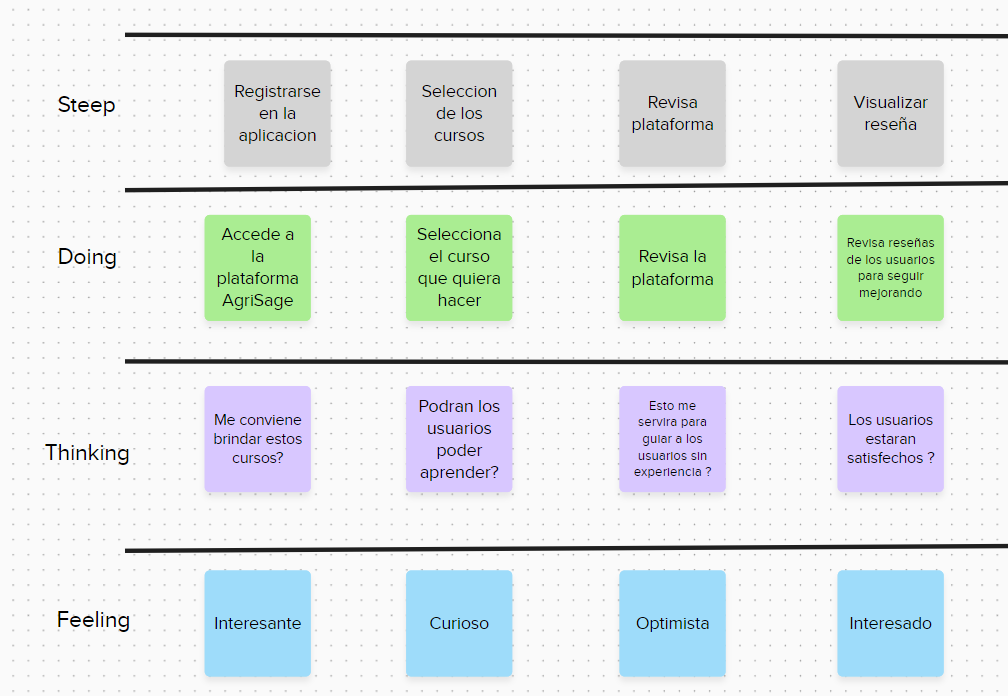 Steep
Registrarse
en la
aplicacion
Seleccion
de los
cursos
Revisa
plataforma
Visualizar
reseña
Doing
Accede a
la
plataforma
AgriSage
Selecciona
el curso
que quiera
hacer
Revisa la
plataforma
Revisa reseñas
de los usuarios
para seguir
mejorando
Thinking
Me conviene
brindar estos
cursos?
Podran los
usuarios
poder
aprender?
Esto me
servira para
guiar a los
usuarios sin
experiencia ?
Los usuarios
estaran
satisfechos ?
Feeling
Interesante
Curioso
Optimista
Interesado